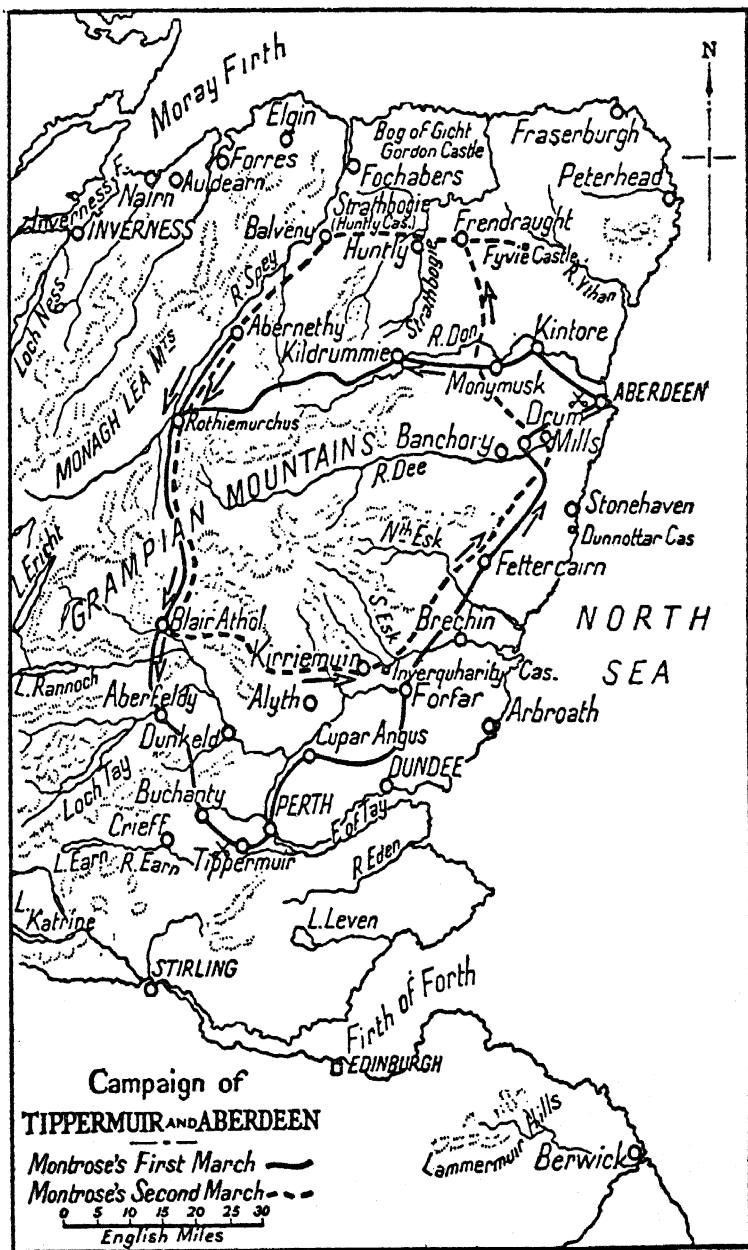 N
Moray Firth
Elgin
Bog of Gicht
Gordon Castle
Fraserburgh
Forres
Fochabers
Peterhead
Nairn
Auldearn
Inverness F.
INVERNESS
Strathbogie
(Huntly Cas.)
Balveny
Huntly
Frendraught
Fyvie Castle
R. Ythan
R. Spey
Strathbogie
Loch Ness
Abernethy
Kildrummie
R. Don
Kintore
Monymusk
ABERDEEN
MONAGH LEA MTS
Rothiemurchus
Drum
Mills
Banchory
R. Dee
GRAMPIAN MOUNTAINS
Stonehaven
Dunnottar Cas
L. Ericht
Nth Esk
Fettercairn
Blair Athol
S. Esk
Brechin
NORTH
SEA
Kirriemuir
Inverquharity Cas.
L. Rannoch
Aberfeldy
Alyth
Forfar
Arbroath
Dunkeld
Cupar Angus
DUNDEE
Loch Tay
Buchanty
PERTH
F. of Tay
Crieff
Tippermuir
L. Earn
R. Earn
R Eden
L.
Katrine
L. Leven
STIRLING
Firth of Forth
EDINBURGH
Lammermuir Hills
Berwick
Campaign of
TIPPERMUIR AND ABERDEEN
Montrose's First March
Montrose's Second March
0 5 10 15 20 25 30
English Miles